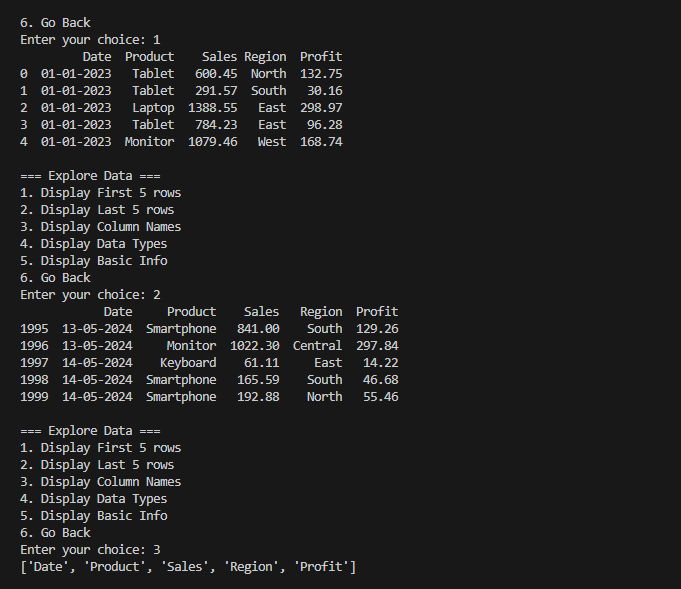 6. Go Back
Enter your choice: 1
         Date  Product    Sales Region  Profit
0  01-01-2023   Tablet   600.45  North  132.75
1  01-01-2023   Tablet   291.57  South   30.16
2  01-01-2023   Laptop  1388.55   East  298.97
3  01-01-2023   Tablet   784.23   East   96.28
4  01-01-2023  Monitor  1079.46   West  168.74

=== Explore Data ===
1. Display First 5 rows
2. Display Last 5 rows
3. Display Column Names
4. Display Data Types
5. Display Basic Info
6. Go Back
Enter your choice: 2
            Date     Product    Sales   Region  Profit
1995  13-05-2024  Smartphone   841.00    South  129.26
1996  13-05-2024     Monitor  1022.30  Central  297.84
1997  14-05-2024    Keyboard    61.11     East   14.22
1998  14-05-2024  Smartphone   165.59    South   46.68
1999  14-05-2024  Smartphone   192.88    North   55.46

=== Explore Data ===
1. Display First 5 rows
2. Display Last 5 rows
3. Display Column Names
4. Display Data Types
5. Display Basic Info
6. Go Back
Enter your choice: 3
['Date', 'Product', 'Sales', 'Region', 'Profit']